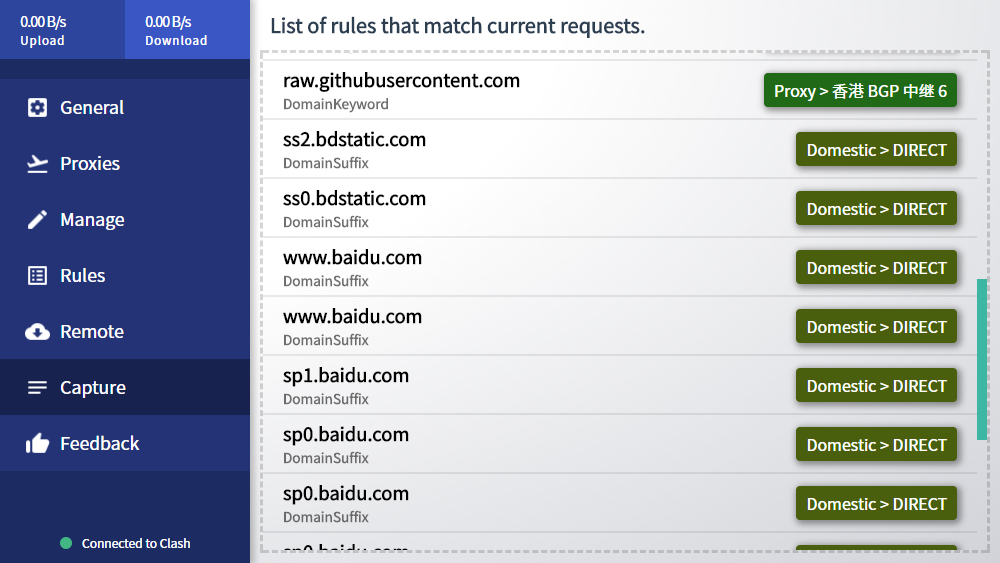 0.00 B/s
Upload
0.00 B/s
Download
General
Proxies
Manage
Rules
Remote
Capture
Feedback
Connected to Clash
List of rules that match current requests.
raw.githubusercontent.com
DomainKeyword
Proxy > 香港 BGP 中继 6
ss2.bdstatic.com
DomainSuffix
Domestic > DIRECT
ss0.bdstatic.com
DomainSuffix
Domestic > DIRECT
www.baidu.com
DomainSuffix
Domestic > DIRECT
www.baidu.com
DomainSuffix
Domestic > DIRECT
sp1.baidu.com
DomainSuffix
Domestic > DIRECT
sp0.baidu.com
DomainSuffix
Domestic > DIRECT
sp0.baidu.com
DomainSuffix
Domestic > DIRECT